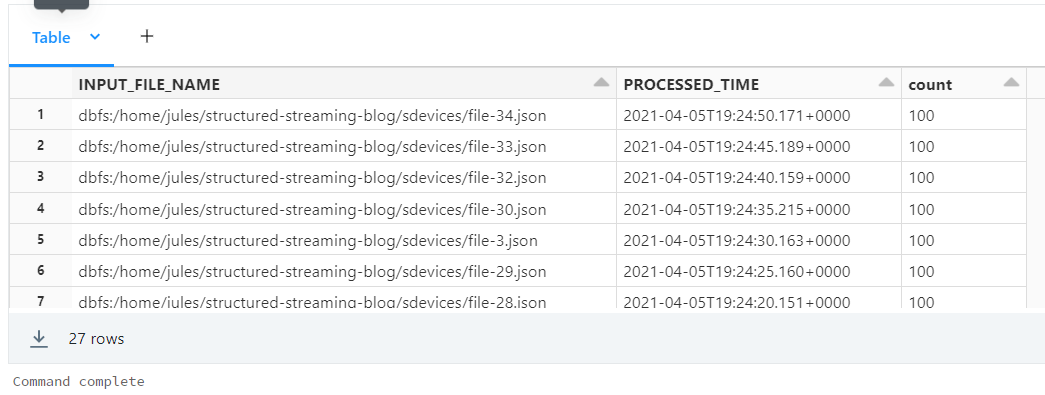 Table +
INPUT_FILE_NAME PROCESSED_TIME count
1 dbfs:/home/jules/structured-streaming-blog/sdevices/file-34.json 2021-04-05T19:24:50.171+0000 100
2 dbfs:/home/jules/structured-streaming-blog/sdevices/file-33.json 2021-04-05T19:24:45.189+0000 100
3 dbfs:/home/jules/structured-streaming-blog/sdevices/file-32.json 2021-04-05T19:24:40.159+0000 100
4 dbfs:/home/jules/structured-streaming-blog/sdevices/file-30.json 2021-04-05T19:24:35.215+0000 100
5 dbfs:/home/jules/structured-streaming-blog/sdevices/file-3.json 2021-04-05T19:24:30.163+0000 100
6 dbfs:/home/jules/structured-streaming-blog/sdevices/file-29.json 2021-04-05T19:24:25.160+0000 100
7 dbfs:/home/jules/structured-streaming-blog/sdevices/file-28.json 2021-04-05T19:24:20.151+0000 100
27 rows
Command complete